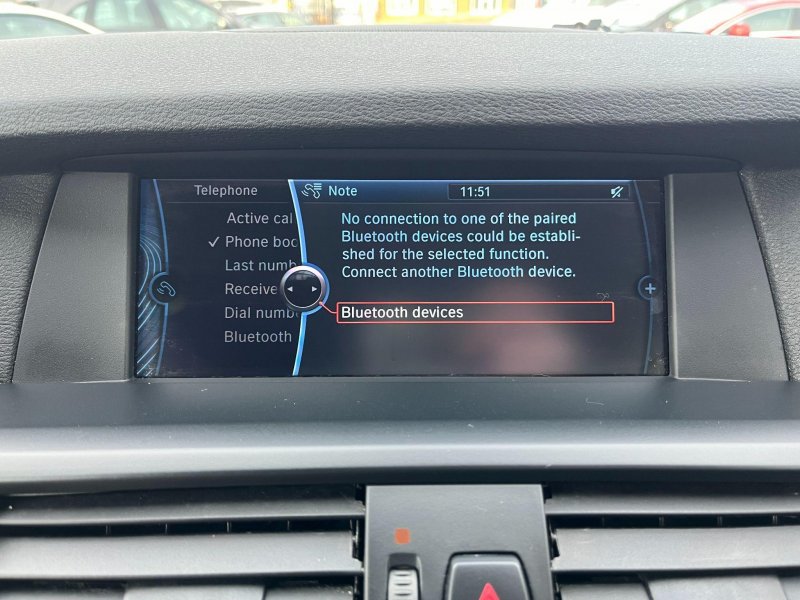 Telephone
Active cal
Phone boo
Last numb
Receive
Dial numb
Bluetooth
Note
11:51
No connection to one of the paired
Bluetooth devices could be establi-
shed for the selected function.
Connect another Bluetooth device.
Bluetooth devices